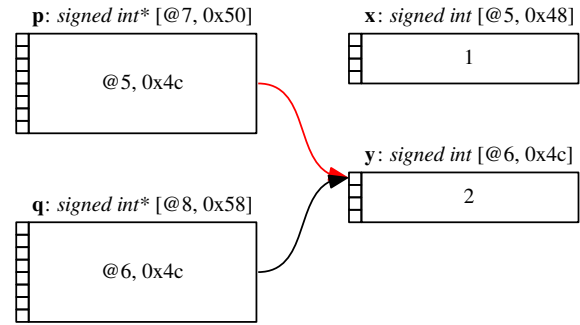 p: signed int* [@7, 0x50]
@5, 0x4c
x: signed int [@5, 0x48]
1
y: signed int [@6, 0x4c]
2
q: signed int* [@8, 0x58]
@6, 0x4c